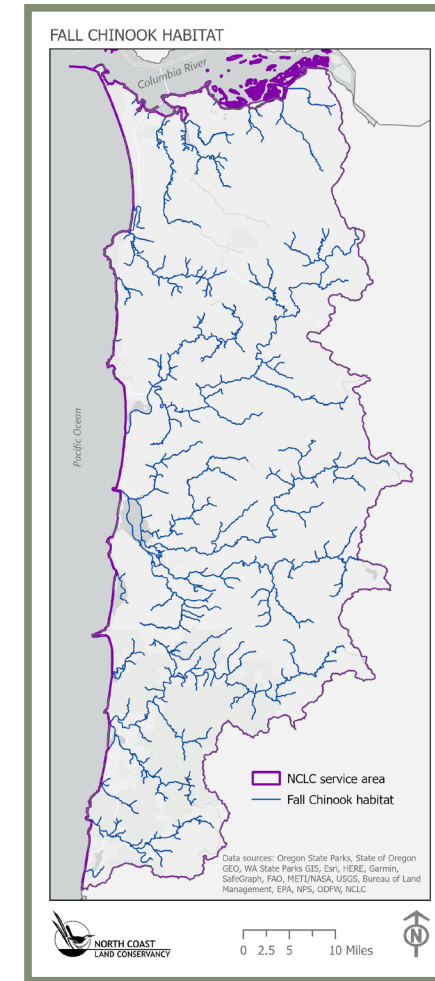 FALL CHINOOK HABITAT
Columbia River
Pacific Ocean
NCLC service area
Fall Chinook habitat
Data sources: Oregon State Parks, State of Oregon
GEO, WA State Parks GIS, Esri, HERE, Garmin,
SafeGraph, FAO, METI/NASA, USGS, Bureau of Land
Management, EPA, NPS, ODFW, NCLC
NORTH COAST
LAND CONSERVANCY
0 2.5 5 10 Miles
N